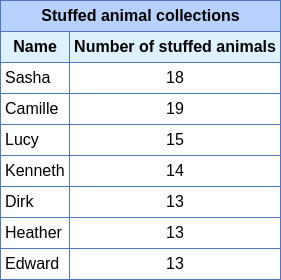 Stuffed animal collections
Name Number of stuffed animals
Sasha 18
Camille 19
Lucy 15
Kenneth 14
Dirk 13
Heather 13
Edward 13